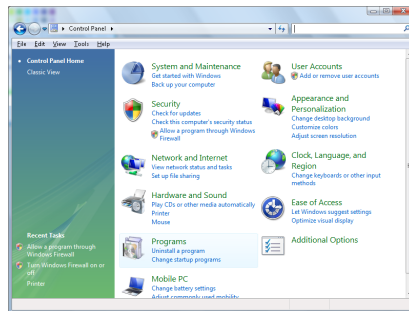 Control Panel
File Edit View Tools Help
Control Panel Home
Classic View
System and Maintenance
Get started with Windows
Back up your computer
Security
Check for updates
Check this computer's security status
Allow a program through Windows
Firewall
Network and Internet
View network status and tasks
Set up file sharing
Hardware and Sound
Play CDs or other media automatically
Printer
Mouse
Programs
Uninstall a program
Change startup programs
Mobile PC
Change battery settings
Adjust commonly used mobility
User Accounts
Add or remove user accounts
Appearance and
Personalization
Change desktop background
Customize colors
Adjust screen resolution
Clock, Language, and
Region
Change keyboards or other input
methods
Ease of Access
Let Windows suggest settings
Optimize visual display
Additional Options
Recent Tasks
Allow a program through
Windows Firewall
Turn Windows Firewall on or
off
Printer